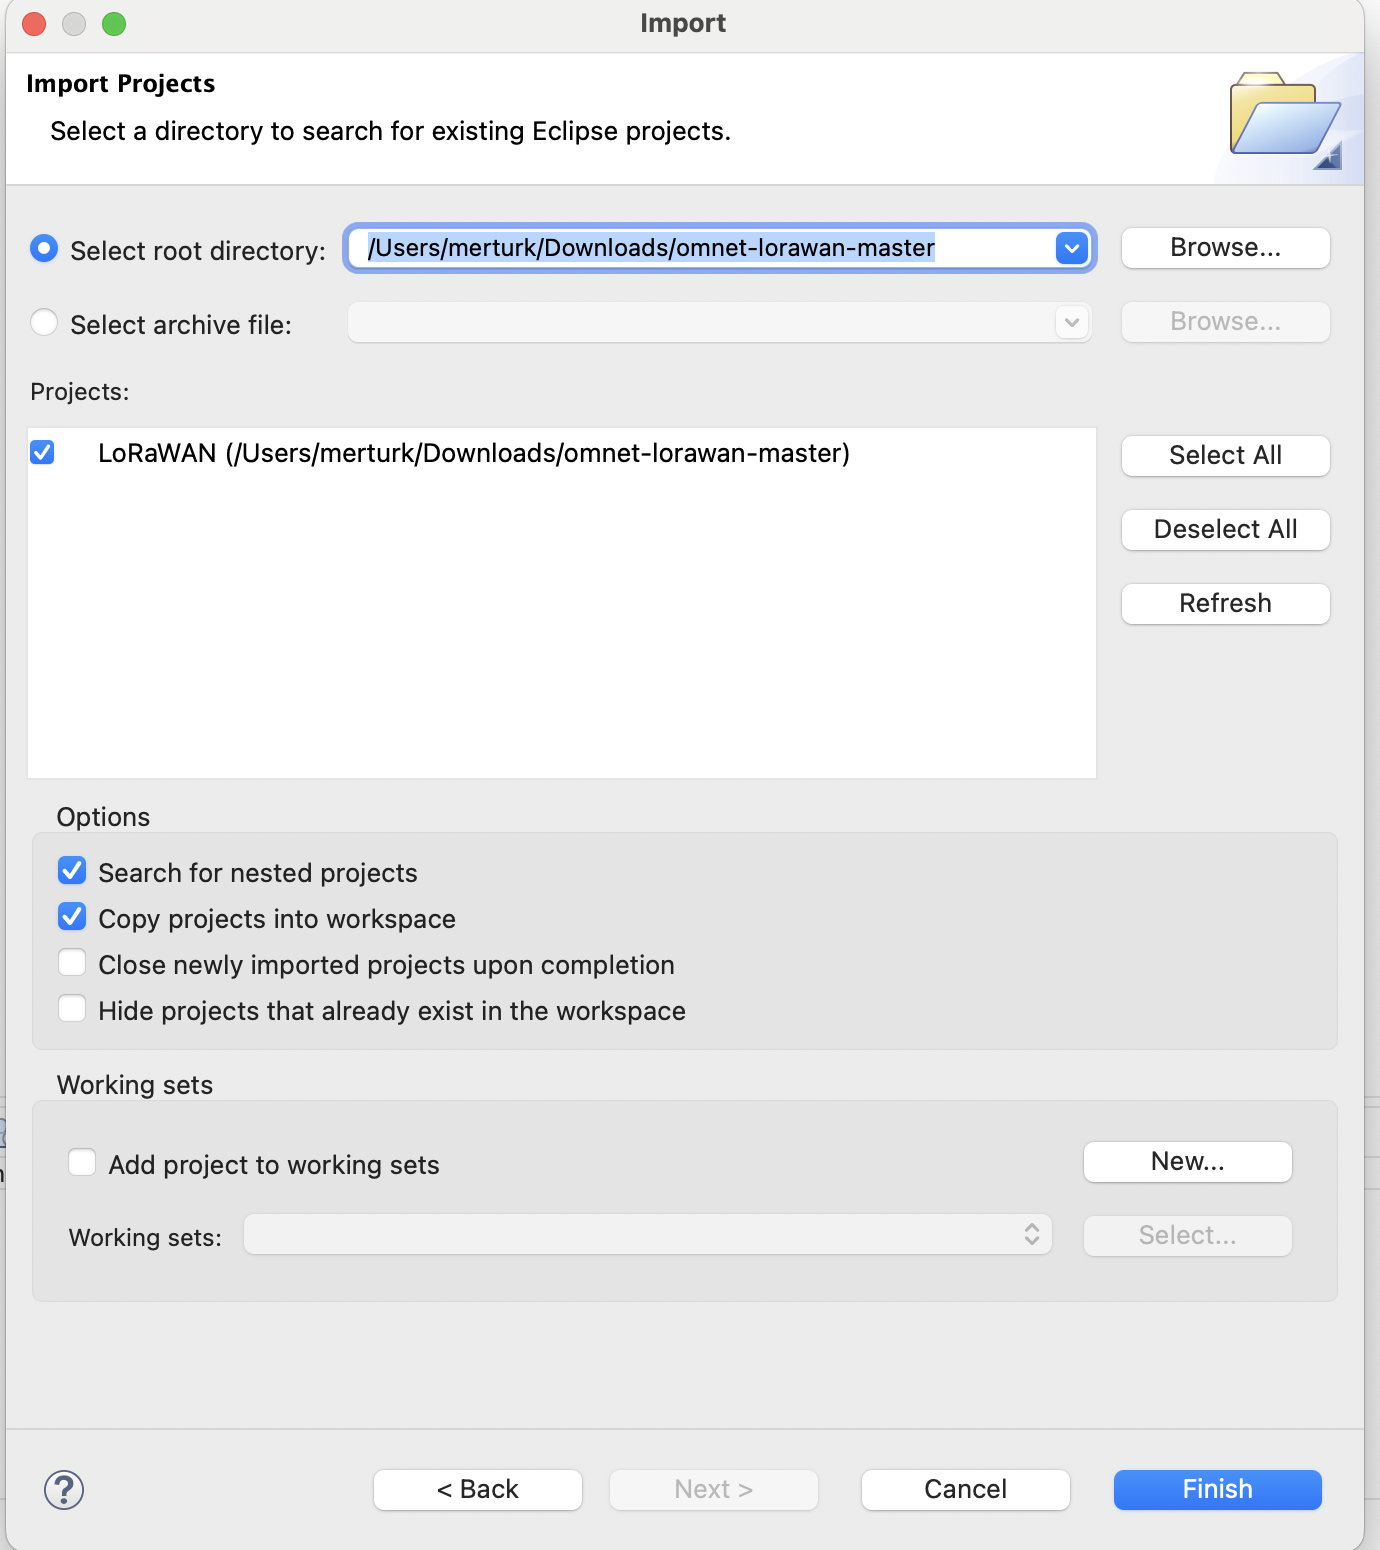 Import
Import Projects
Select a directory to search for existing Eclipse projects.
Select root directory: /Users/merturk/Downloads/omnet-lorawan-master Browse...
Select archive file: Browse...
Projects:
LoRaWAN (/Users/merturk/Downloads/omnet-lorawan-master)
Select All
Deselect All
Refresh
Options
Search for nested projects
Copy projects into workspace
Close newly imported projects upon completion
Hide projects that already exist in the workspace
Working sets
Add project to working sets New...
Working sets: Select...
? < Back Next > Cancel Finish